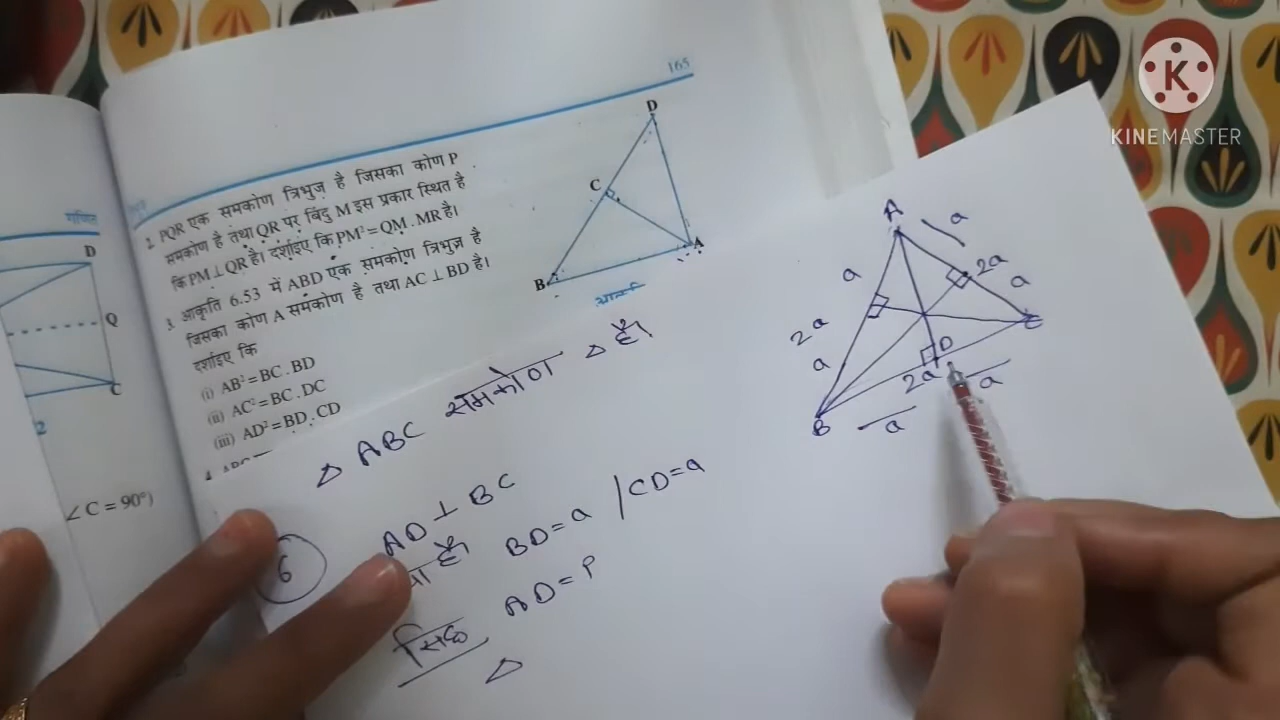 गणित
D
Q
C
2
∠C = 90°)
165
2. PQR एक समकोण त्रिभुज है जिसका कोण P
समकोण है तथा QR पर बिंदु M इस प्रकार स्थित है
कि PM ⊥ QR है। दर्शाइए कि PM² = QM . MR है।
3. आकृति 6.53 में ABD एक समकोण त्रिभुज है
जिसका कोण A समकोण है तथा AC ⊥ BD है।
दर्शाइए कि
(i) AB² = BC . BD
(ii) AC² = BC . DC
(iii) AD² = BD . CD
4.
D
C
B
A
△ ABC समकोण △ है।
6
AD ⊥ BC
है।
BD = a / CD = a
सिद्ध
AD = P
△
A
a
a
2a
a
2a
a
D
2a
a
B
a
C
KINEMASTER